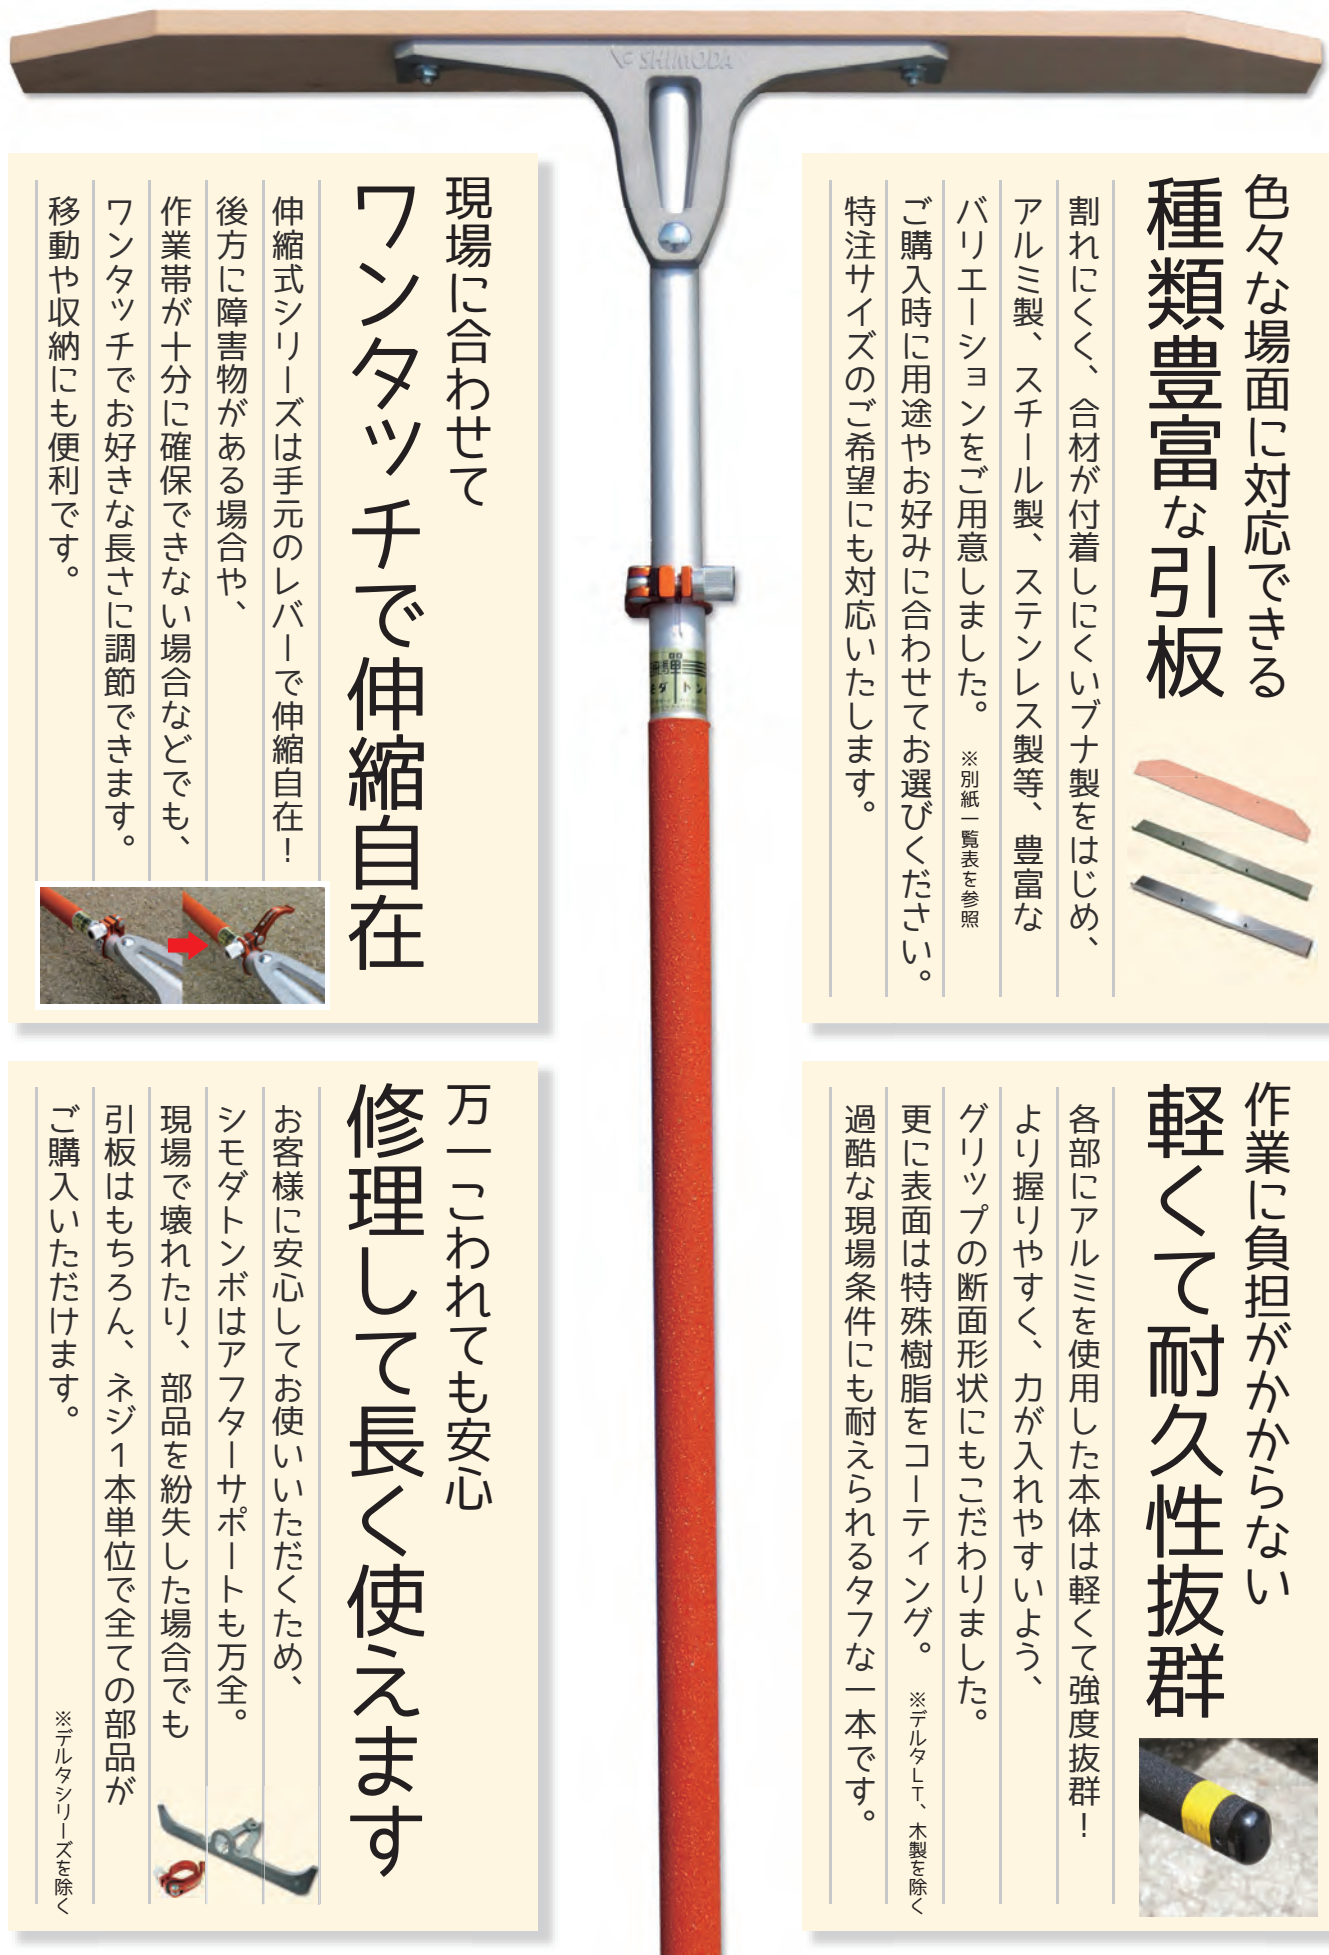 SHIMODA
色々な場面に対応できる
種類豊富な引板
割れにくく、合材が付着しにくいブナ製をはじめ、
アルミ製、スチール製、ステンレス製等、豊富な
バリエーションをご用意しました。 ※別紙一覧表を参照
ご購入時に用途やお好みに合わせてお選びください。
特注サイズのご希望にも対応いたします。
現場に合わせて
ワンタッチで伸縮自在
伸縮式シリーズは手元のレバーで伸縮自在！
後方に障害物がある場合や、
作業帯が十分に確保できない場合などでも、
ワンタッチでお好きな長さに調節できます。
移動や収納にも便利です。
作業に負担がかからない
軽くて耐久性抜群
各部にアルミを使用した本体は軽くて強度抜群！
より握りやすく、力が入れやすいよう、
グリップの断面形状にもこだわりました。
更に表面は特殊樹脂をコーティング。 ※デルタLT、木製を除く
過酷な現場条件にも耐えられるタフな一本です。
万一こわれても安心
修理して長く使えます
お客様に安心してお使いいただくため、
シモダトンボはアフターサポートも万全。
現場で壊れたり、部品を紛失した場合でも
引板はもちろん、ネジ1本単位で全ての部品が
ご購入いただけます。 ※デルタシリーズを除く